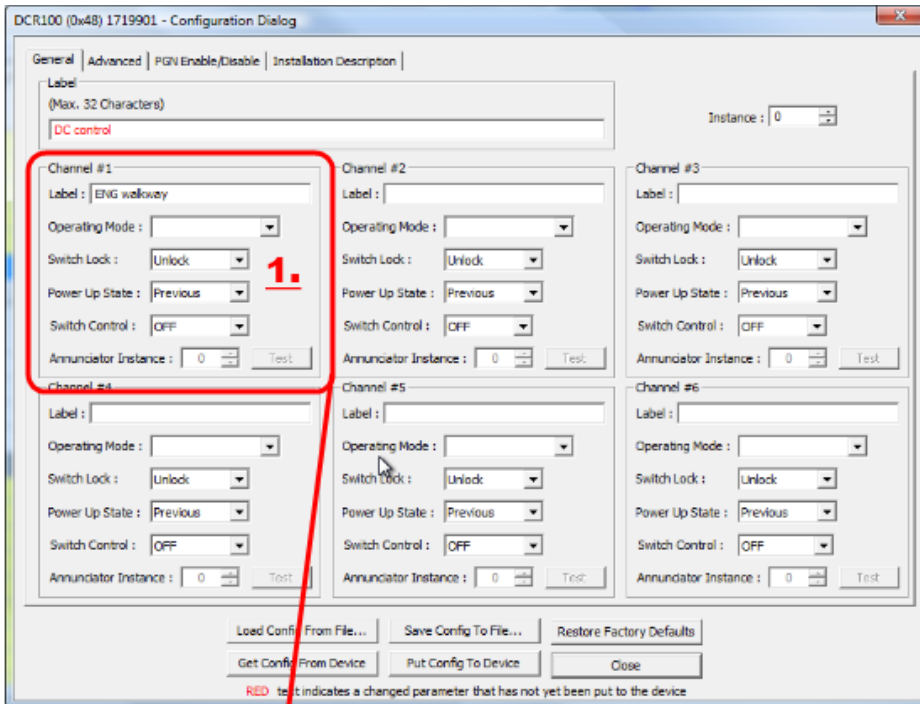 DCR100 (0x48) 1719901 - Configuration Dialog
General Advanced PGN Enable/Disable Installation Description
Label
(Max. 32 Characters)
DC control
Instance : 0
Channel #1 Channel #2 Channel #3
Label : ENG walkway Label : Label :
Operating Mode : Operating Mode : Operating Mode :
Switch Lock : Unlock Switch Lock : Unlock Switch Lock : Unlock
1.
Power Up State : Previous Power Up State : Previous Power Up State : Previous
Switch Control : OFF Switch Control : OFF Switch Control : OFF
Annunciator Instance : 0 Test Annunciator Instance : 0 Test Annunciator Instance : 0 Test
Channel #4 Channel #5 Channel #6
Label : Label : Label :
Operating Mode : Operating Mode : Operating Mode :
Switch Lock : Unlock Switch Lock : Unlock Switch Lock : Unlock
Power Up State : Previous Power Up State : Previous Power Up State : Previous
Switch Control : OFF Switch Control : OFF Switch Control : OFF
Annunciator Instance : 0 Test Annunciator Instance : 0 Test Annunciator Instance : 0 Test
Load Config From File... Save Config To File... Restore Factory Defaults
Get Config From Device Put Config To Device Close
RED text indicates a changed parameter that has not yet been put to the device